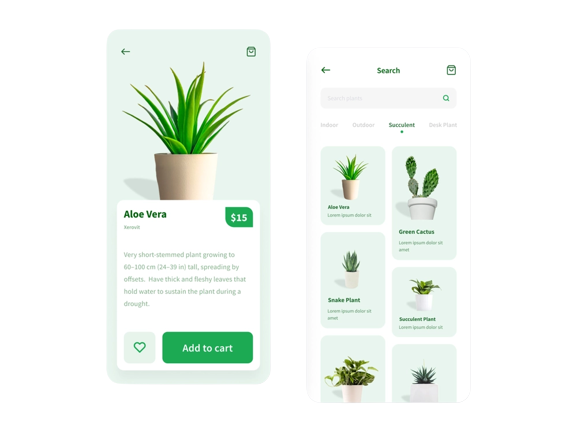 Aloe Vera
$15
Very short-stemmed plant growing to
60–100 cm (24–39 in) tall, spreading by
offsets. Have thick and fleshy leaves that
hold water to sustain the plant during a
drought.
Add to cart
Search
Search plants
Indoor
Outdoor
Succulent
Desk Plant
Aloe Vera
Lorem ipsum dolor sit
Green Cactus
Lorem ipsum dolor sit
amet
Snake Plant
Lorem ipsum dolor sit
amet
Succulent Plant
Lorem ipsum dolor sit